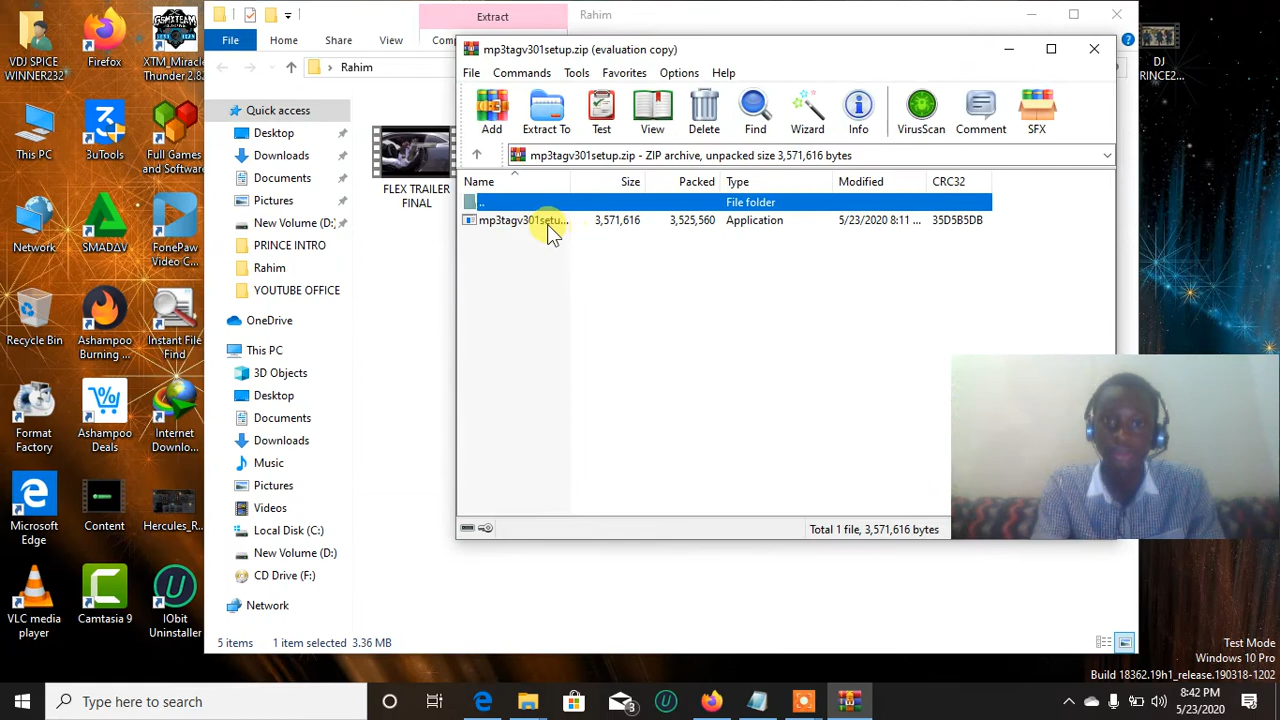 VDJ SPICE
WINNER232
Firefox
XTM_Miracle
Thunder 2.82
This PC
3uTools
Full Games
and Software
Network
SMADΔV
FonePaw
Video C...
Recycle Bin
Ashampoo
Burning ...
Instant File
Find
Format
Factory
Ashampoo
Deals
Internet
Downlo...
Microsoft
Edge
Content
Hercules_R...
VLC media
player
Camtasia 9
IObit
Uninstaller
Extract
Rahim
File
Home
Share
View
Rahim
Quick access
Desktop
Downloads
Documents
Pictures
New Volume (D:)
PRINCE INTRO
Rahim
YOUTUBE OFFICE
OneDrive
This PC
3D Objects
Desktop
Documents
Downloads
Music
Pictures
Videos
Local Disk (C:)
New Volume (D:)
CD Drive (F:)
Network
FLEX TRAILER
FINAL
5 items 1 item selected 3.36 MB
mp3tagv301setup.zip (evaluation copy)
File Commands Tools Favorites Options Help
Add Extract To Test View Delete Find Wizard Info VirusScan Comment SFX
mp3tagv301setup.zip - ZIP archive, unpacked size 3,571,616 bytes
Name Size Packed Type Modified CRC32
.. File folder
mp3tagv301setu... 3,571,616 3,525,560 Application 5/23/2020 8:11 ... 35D5B5DB
Total 1 file, 3,571,616 bytes
DJ
PRINCE2...
Test Mode
Windows 10 Pro
Build 18362.19h1_release.190318-1202
Type here to search
3
8:42 PM
5/23/2020